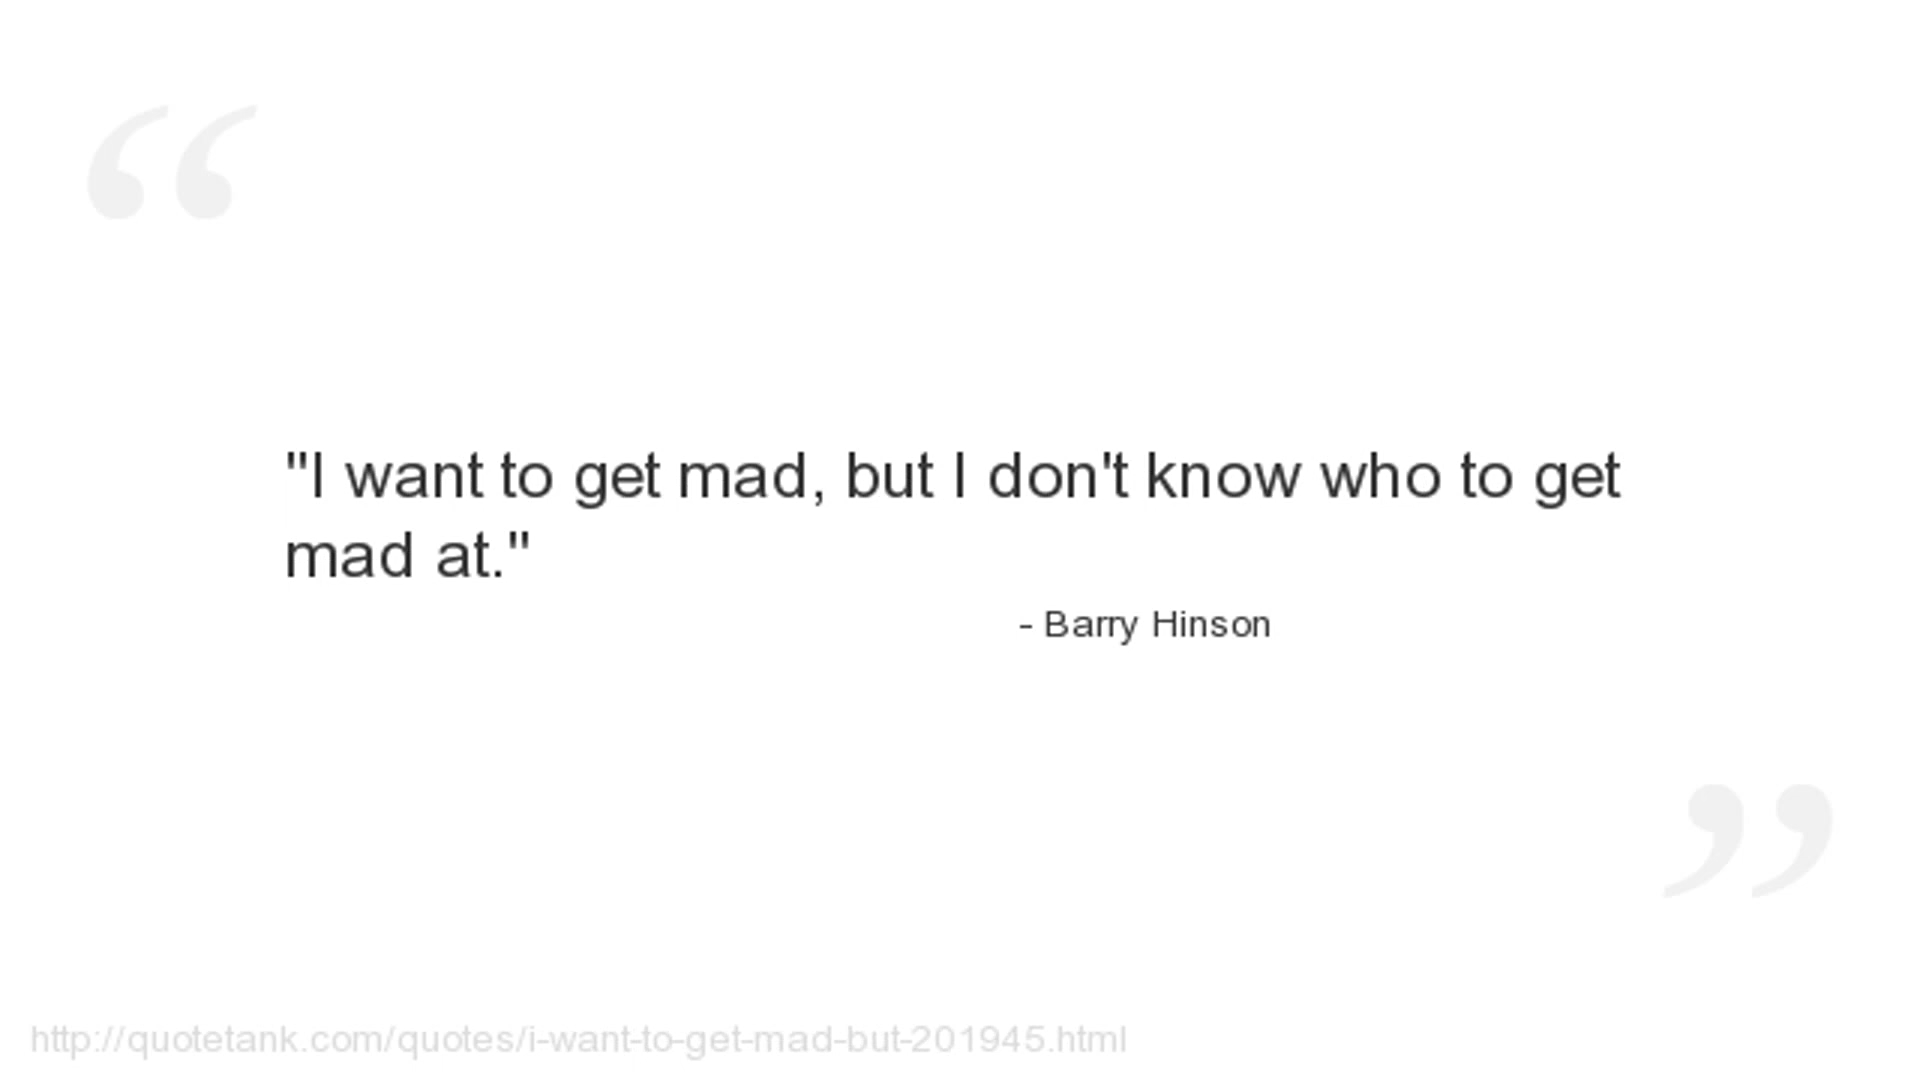 "I want to get mad, but I don't know who to get
mad at."
- Barry Hinson
http://quotetank.com/quotes/i-want-to-get-mad-but-201945.html